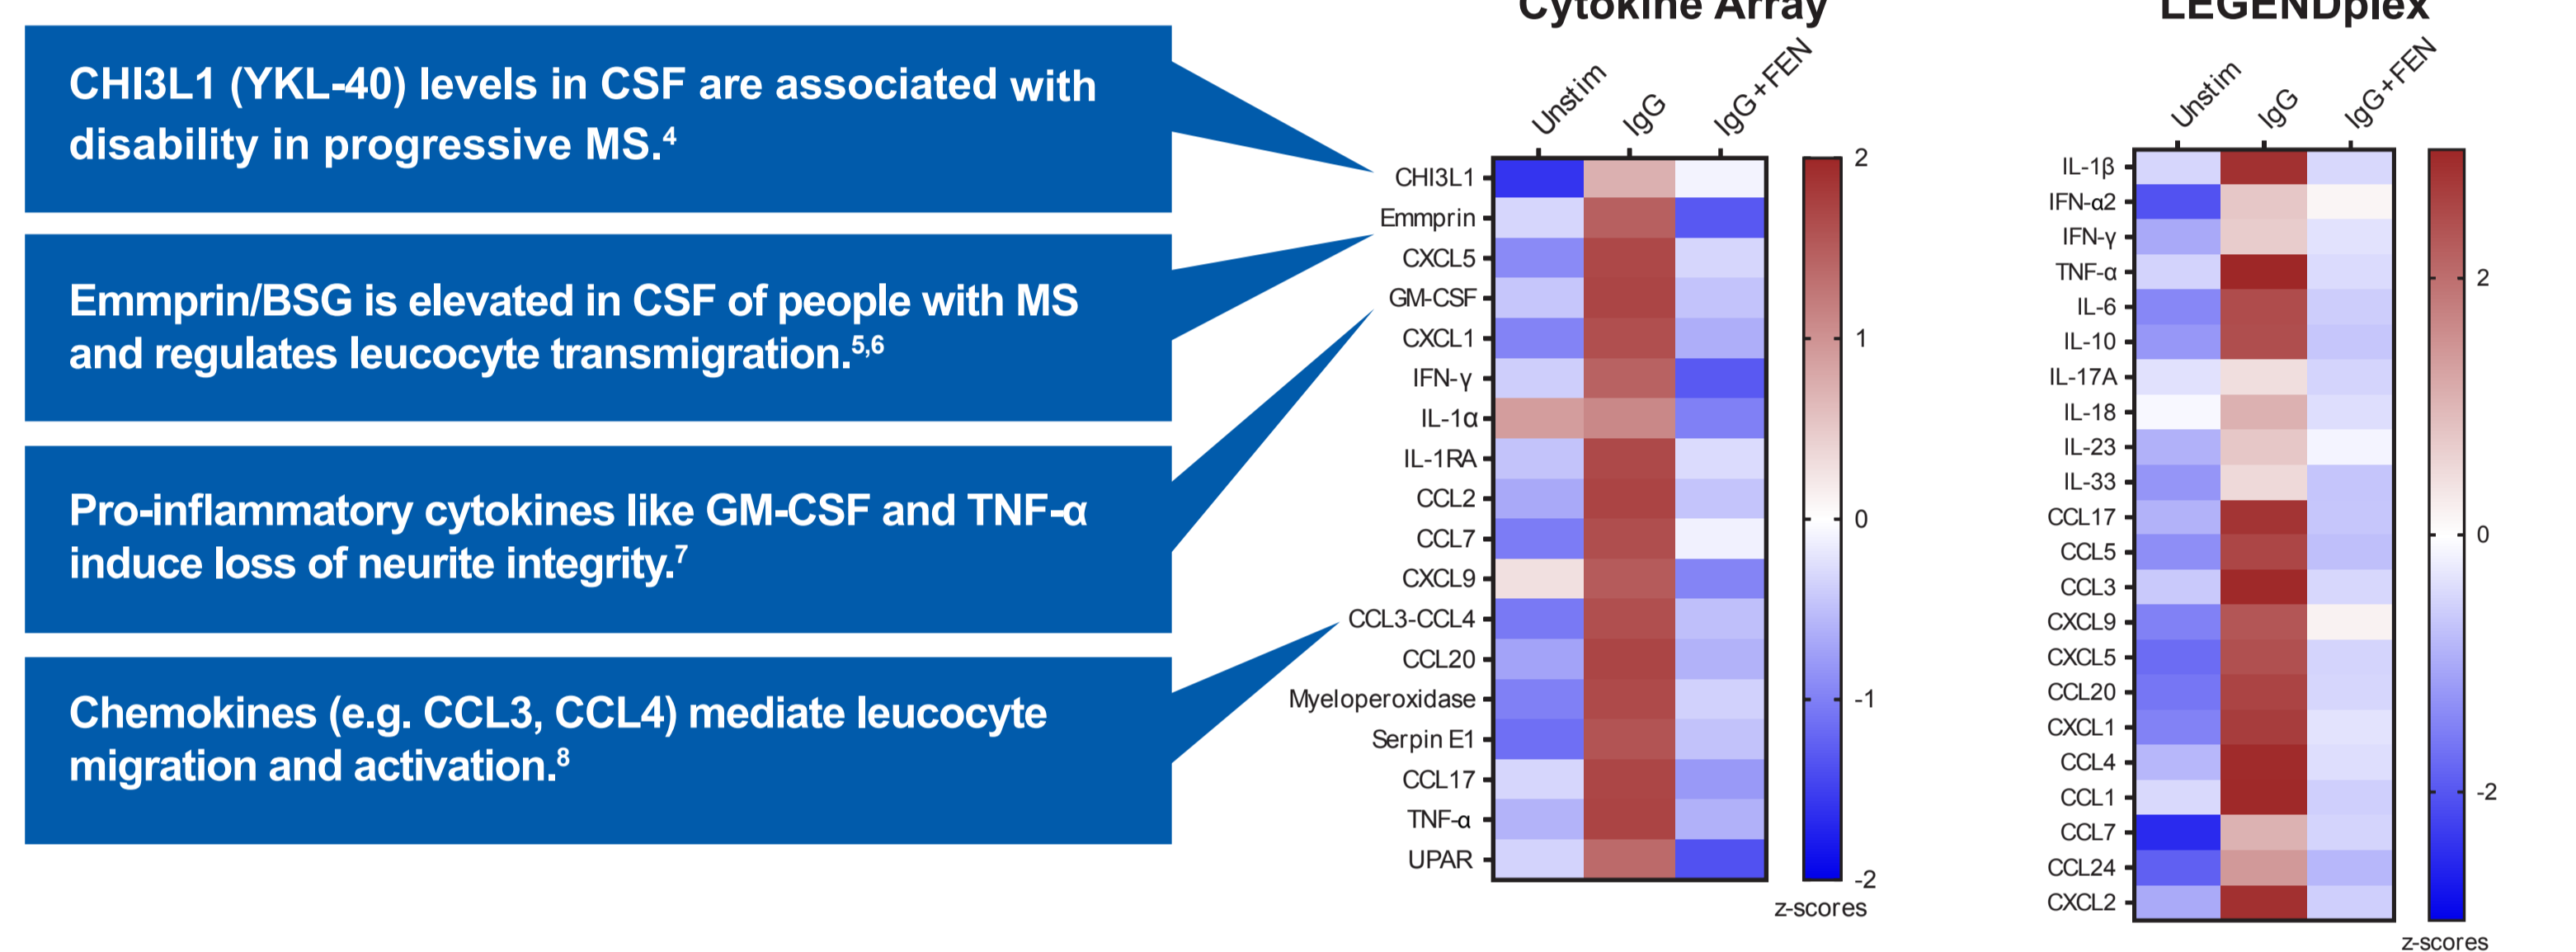 CHI3L1 (YKL-40) levels in CSF are associated with
disability in progressive MS.4
Emmprin/BSG is elevated in CSF of people with MS
and regulates leucocyte transmigration.5,6
Pro-inflammatory cytokines like GM-CSF and TNF-α
induce loss of neurite integrity.7
Chemokines (e.g. CCL3, CCL4) mediate leucocyte
migration and activation.8
Cytokine Array
Unstim
IgG
IgG+FEN
CHI3L1
Emmprin
CXCL5
GM-CSF
CXCL1
IFN-γ
IL-1α
IL-1RA
CCL2
CCL7
CXCL9
CCL3-CCL4
CCL20
Myeloperoxidase
Serpin E1
CCL17
TNF-α
UPAR
2
1
0
-1
-2
z-scores
LEGENDplex
Unstim
IgG
IgG+FEN
IL-1β
IFN-α2
IFN-γ
TNF-α
IL-6
IL-10
IL-17A
IL-18
IL-23
IL-33
CCL17
CCL5
CCL3
CXCL9
CXCL5
CCL20
CXCL1
CCL4
CCL1
CCL7
CCL24
CXCL2
2
0
-2
z-scores